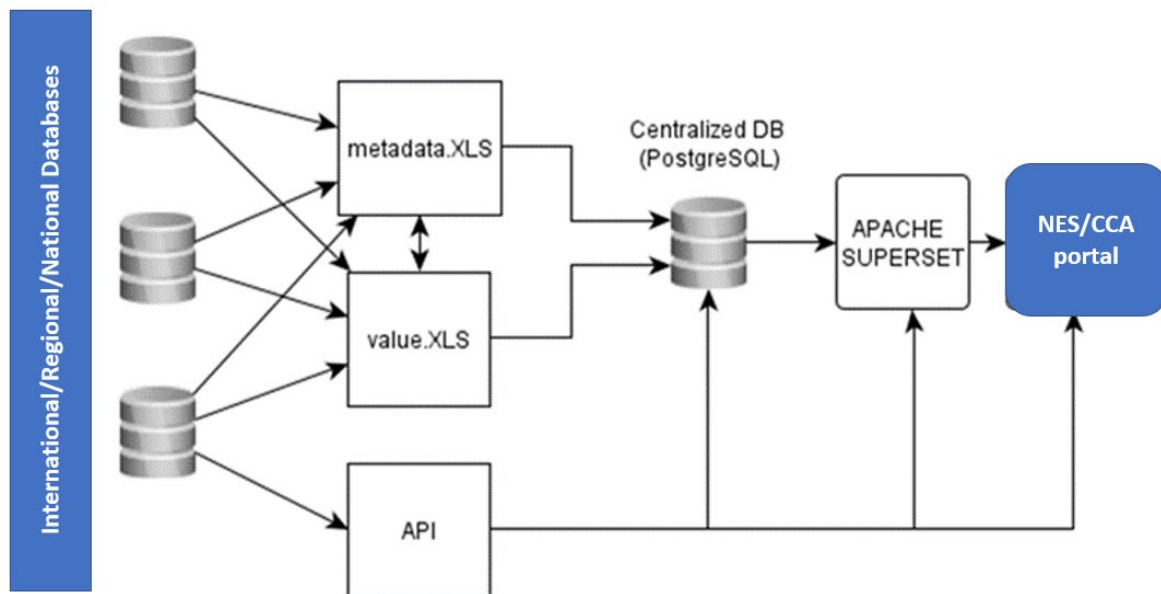 International/Regional/National Databases
metadata.XLS
value.XLS
API
Centralized DB
(PostgreSQL)
APACHE
SUPERSET
NES/CCA
portal